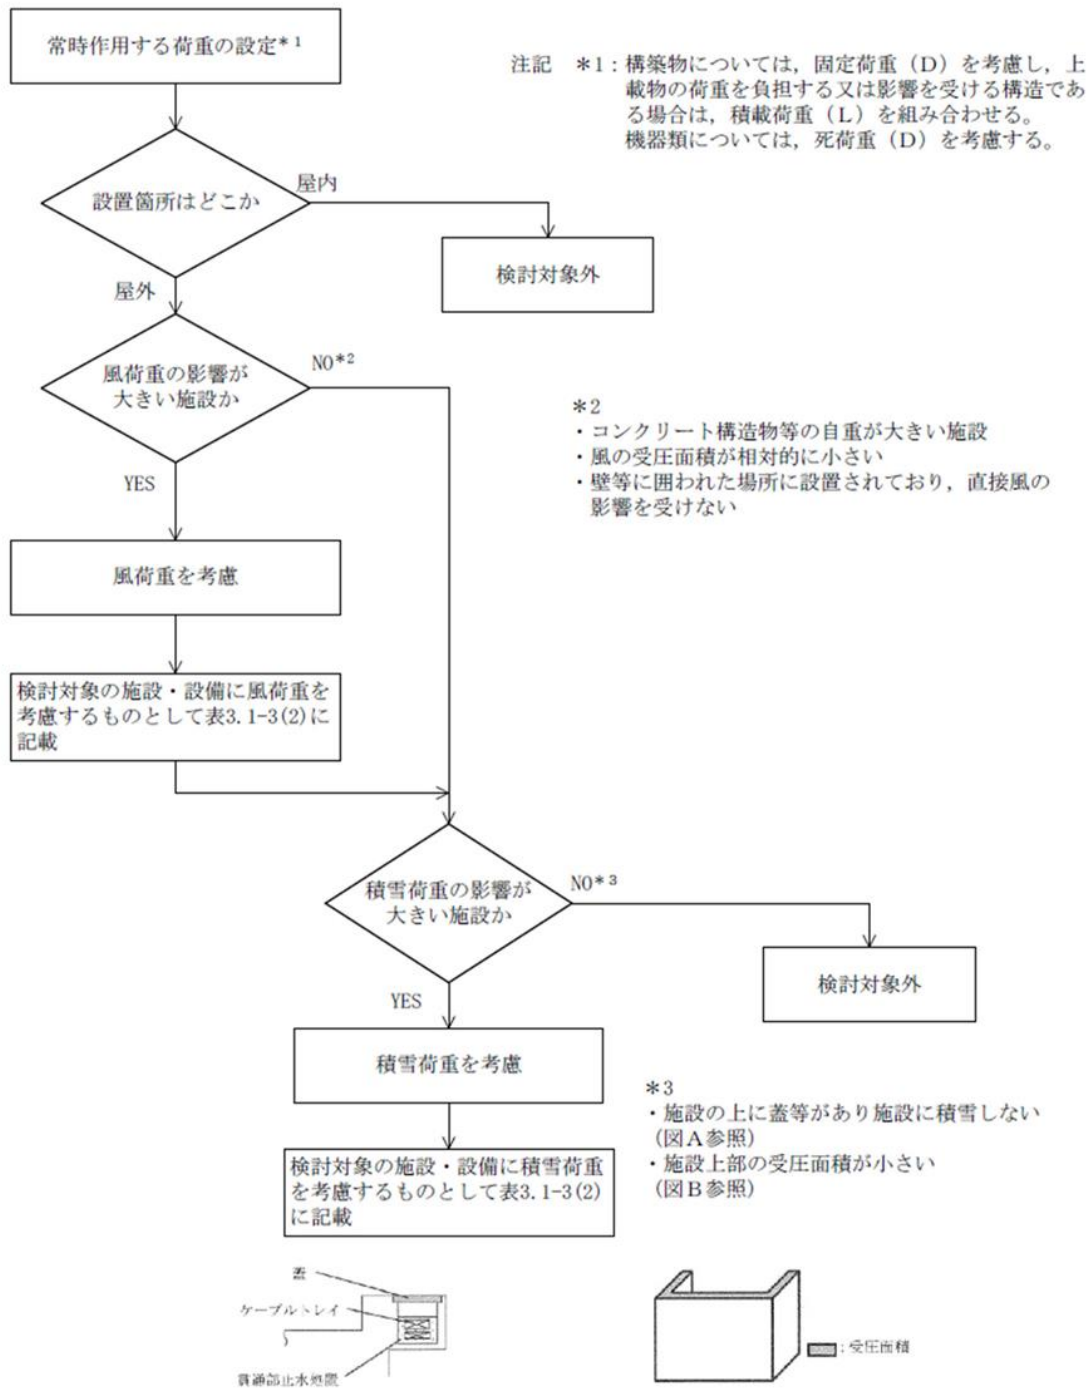 常時作用する荷重の設定*1
注記　*1：構築物については，固定荷重（D）を考慮し，上
載物の荷重を負担する又は影響を受ける構造であ
る場合は，積載荷重（L）を組み合わせる。
機器類については，死荷重（D）を考慮する。
設置箇所はどこか
屋内
検討対象外
屋外
風荷重の影響が
大きい施設か
NO*2
*2
・コンクリート構造物等の自重が大きい施設
・風の受圧面積が相対的に小さい
・壁等に囲われた場所に設置されており，直接風の
影響を受けない
YES
風荷重を考慮
検討対象の施設・設備に風荷重を
考慮するものとして表3.1-3(2)に
記載
積雪荷重の影響が
大きい施設か
NO*3
検討対象外
YES
積雪荷重を考慮
*3
・施設の上に蓋等があり施設に積雪しない
（図A参照）
・施設上部の受圧面積が小さい
（図B参照）
検討対象の施設・設備に積雪荷重
を考慮するものとして表3.1-3(2)
に記載
蓋
ケーブルトレイ
貫通部止水処置
：受圧面積